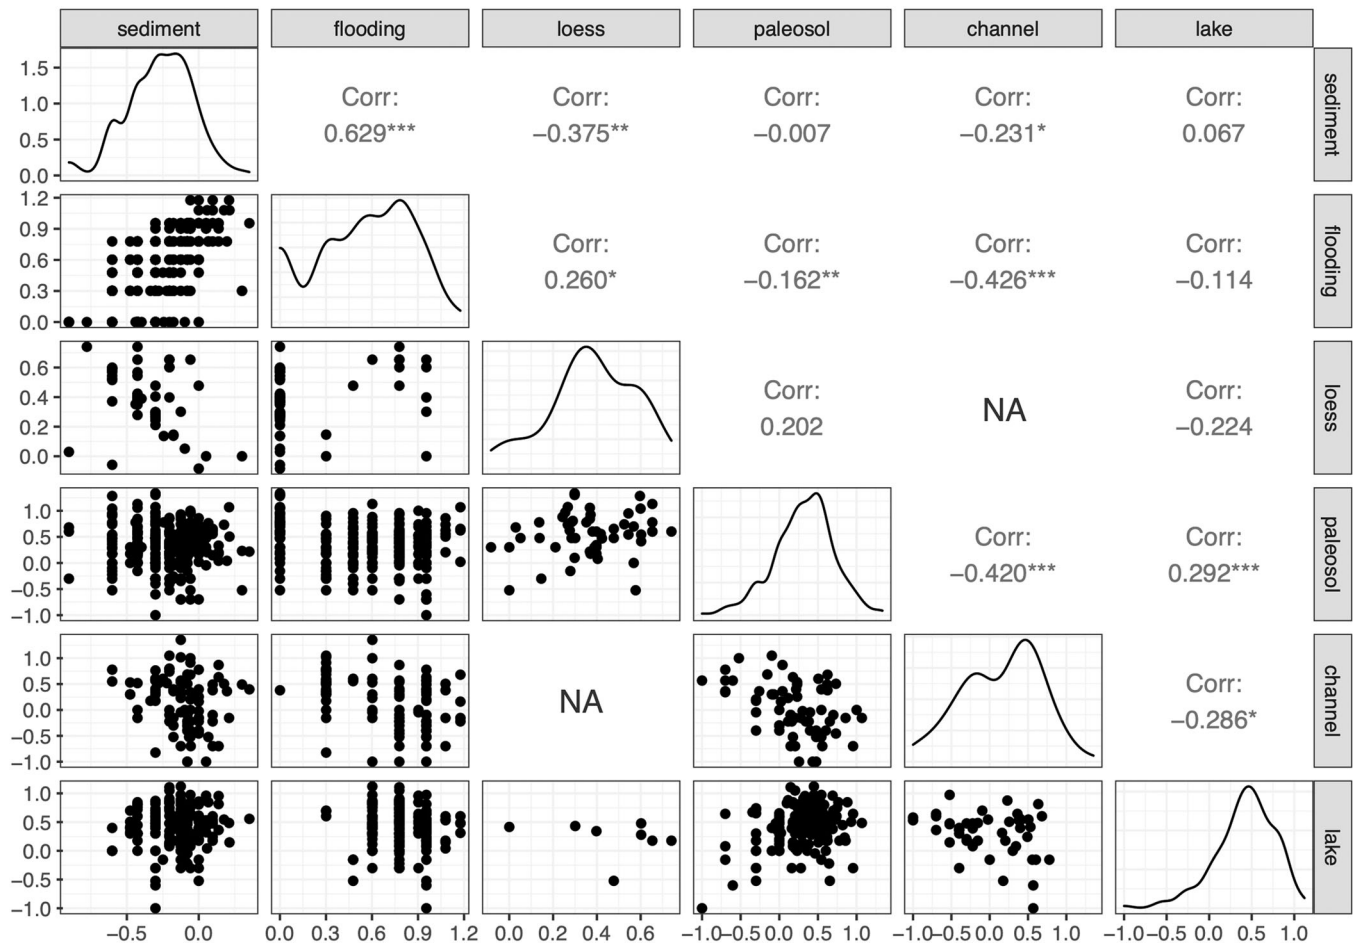 sediment flooding loess paleosol channel lake
1.5
1.0
0.5
0.0
Corr: Corr: Corr: Corr: Corr:
0.629*** −0.375** −0.007 −0.231* 0.067
sediment
1.2
0.9
0.6
0.3
0.0
Corr: Corr: Corr: Corr:
0.260* −0.162** −0.426*** −0.114
flooding
0.6
0.4
0.2
0.0
Corr: NA Corr:
0.202 −0.224
loess
1.0
0.5
0.0
−0.5
−1.0
Corr: Corr:
−0.420*** 0.292***
paleosol
1.0
0.5
0.0
−0.5
−1.0
NA
Corr:
−0.286*
channel
1.0
0.5
0.0
−0.5
−1.0
lake
−0.5 0.0 0.0 0.3 0.6 0.9 1.2 0.0 0.2 0.4 0.6 −1.0 −0.5 0.0 0.5 1.0 −1.0 −0.5 0.0 0.5 1.0 −1.0 −0.5 0.0 0.5 1.0